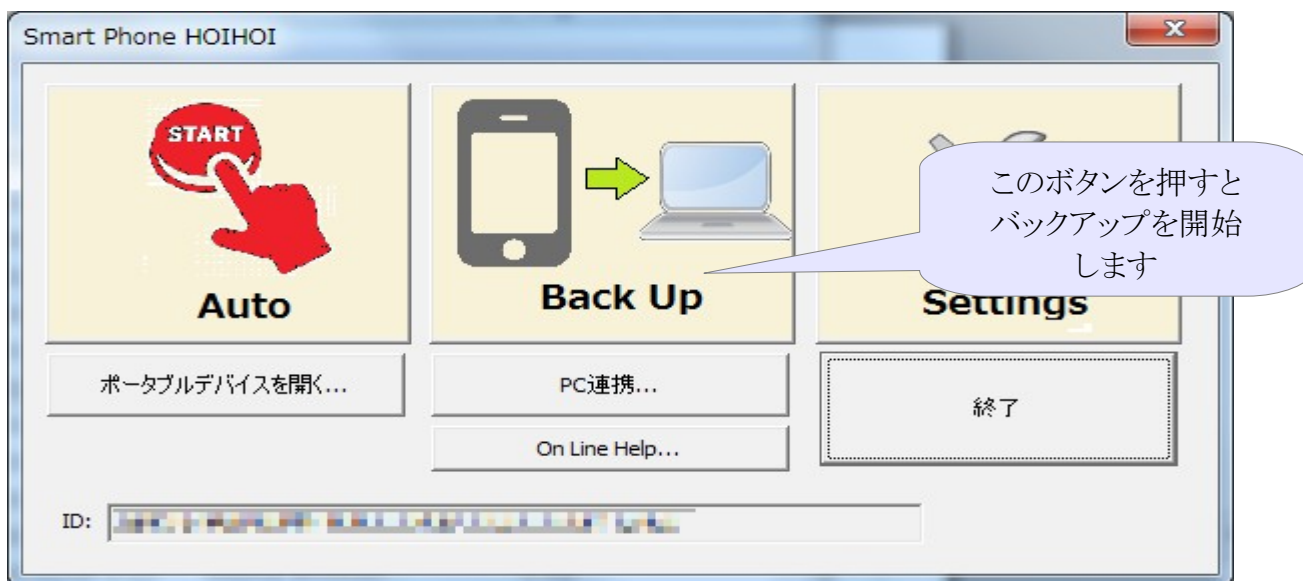 Smart Phone HOIHOI
START
Auto
Back Up
Settings
このボタンを押すと
バックアップを開始
します
ポータブルデバイスを開く...
PC連携...
終了
On Line Help...
ID: